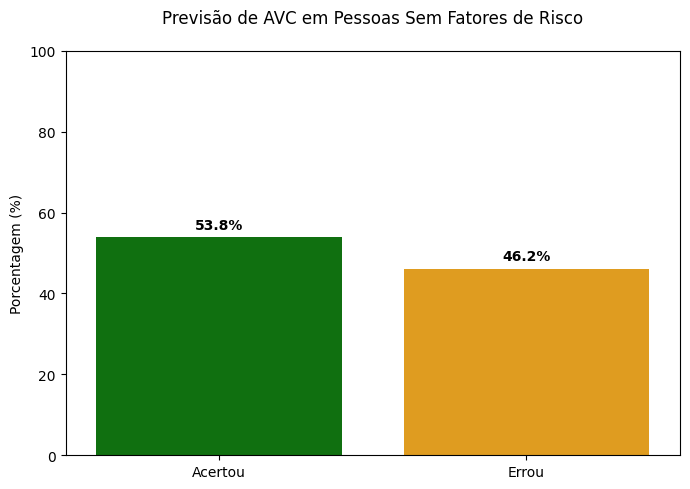 Previsão de AVC em Pessoas Sem Fatores de Risco
Porcentagem (%)
100
80
60
40
20
0
53.8%
46.2%
Acertou
Errou